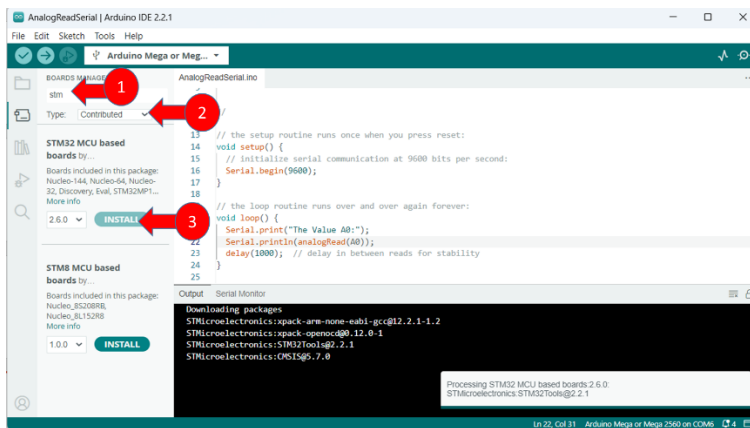 AnalogReadSerial | Arduino IDE 2.2.1
File Edit Sketch Tools Help
Arduino Mega or Meg...
BOARDS MANAGE
1
stm
Type: Contributed
2
STM32 MCU based
boards by...
Boards included in this package:
Nucleo-144, Nucleo-64, Nucleo-
32, Discovery, Eval, STM32MP1...
More info
2.6.0 INSTALL
3
STM8 MCU based
boards by...
Boards included in this package:
Nucleo_8S208RB,
Nucleo_8L152R8
More info
1.0.0 INSTALL
AnalogReadSerial.ino
...
13 // the setup routine runs once when you press reset:
14 void setup() {
15 // initialize serial communication at 9600 bits per second:
16 Serial.begin(9600);
17 }
18
// the loop routine runs over and over again forever:
void loop() {
Serial.print("The Value A0:");
22 Serial.println(analogRead(A0));
23 delay(1000); // delay in between reads for stability
24 }
25
Output Serial Monitor
Downloading packages
STMicroelectronics:xpack-arm-none-eabi-gcc@12.2.1-1.2
STMicroelectronics:xpack-openocd@0.12.0-1
STMicroelectronics:STM32Tools@2.2.1
STMicroelectronics:CMSIS@5.7.0
Processing STM32 MCU based boards:2.6.0:
STMicroelectronics:STM32Tools@2.2.1
Ln 22, Col 31 Arduino Mega or Mega 2560 on COM6 4